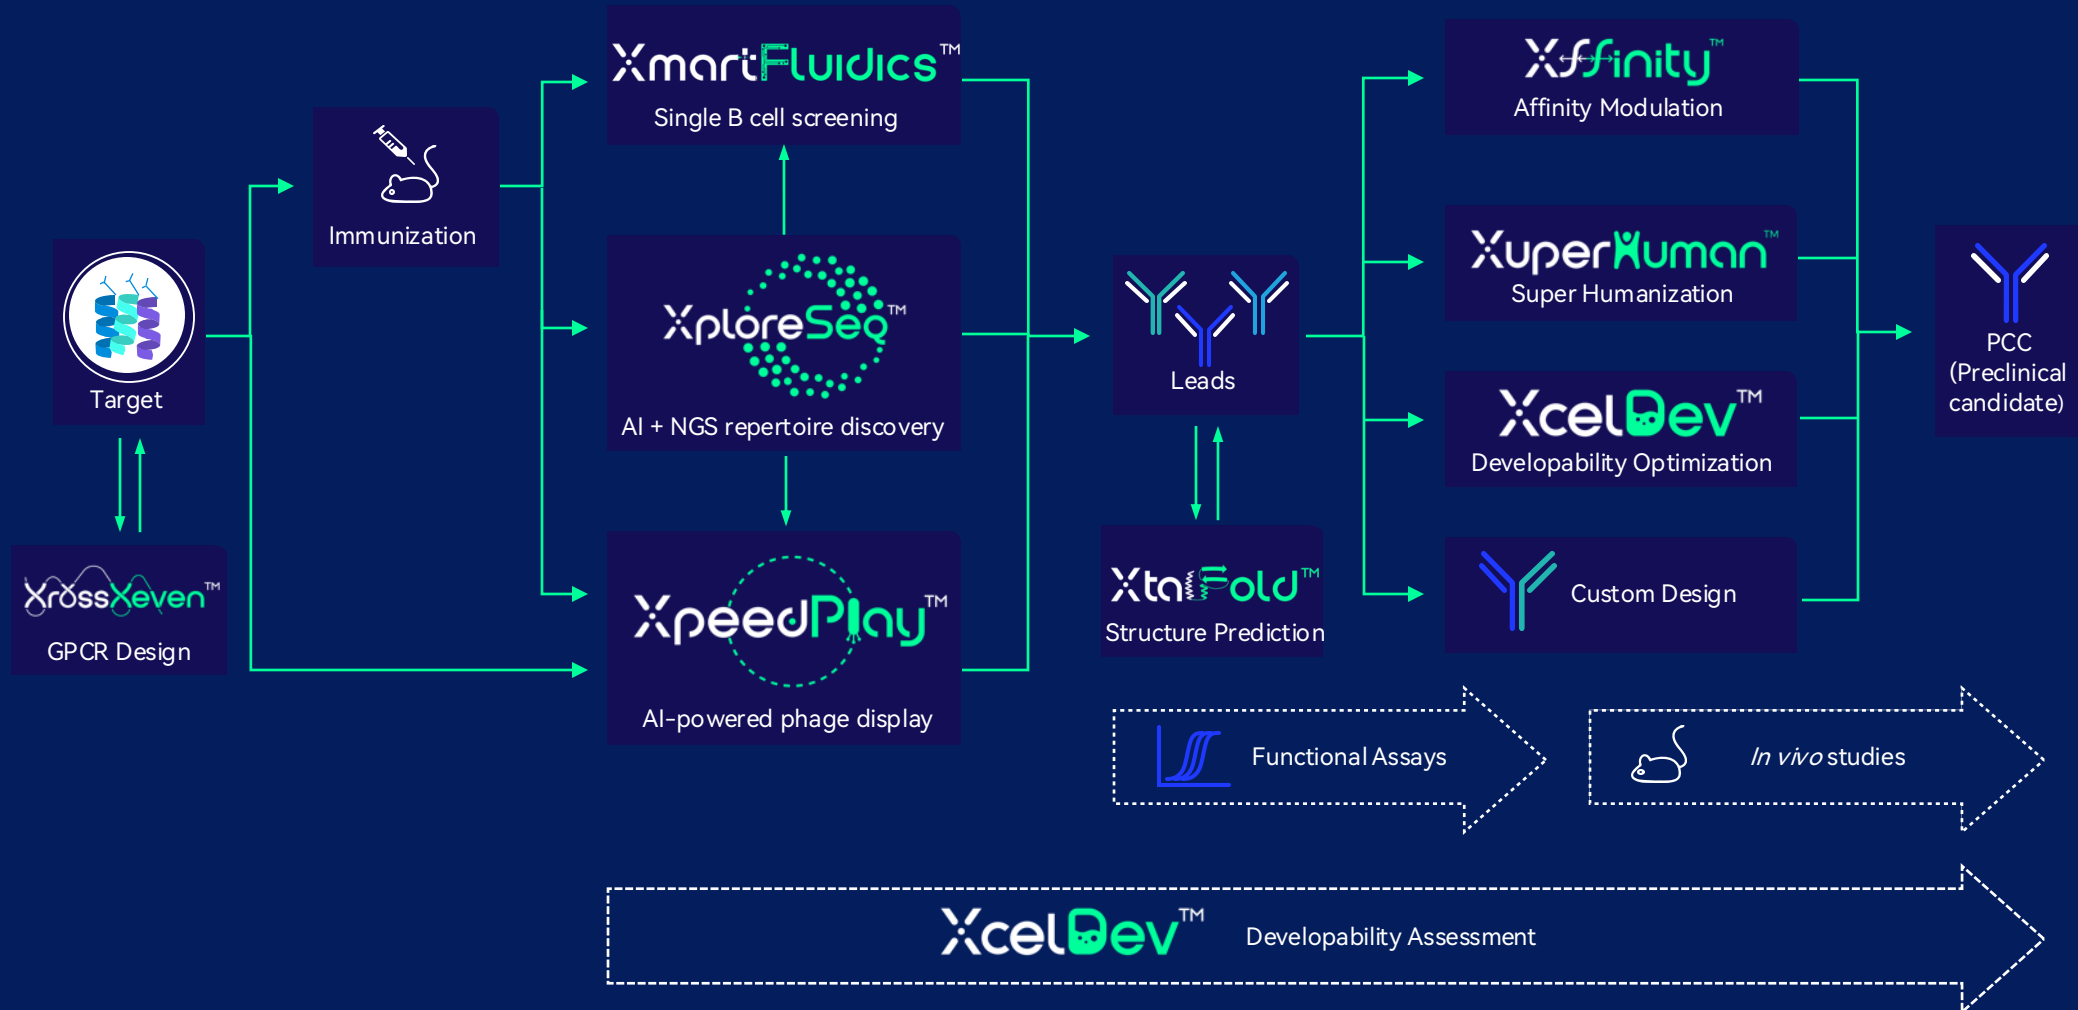 Target
XrossXeven™
GPCR Design
Immunization
XmartFluidics™
Single B cell screening
XploreSeq™
AI + NGS repertoire discovery
XpeedPlay™
AI-powered phage display
Leads
XtalFold™
Structure Prediction
Xffinity™
Affinity Modulation
XuperHuman™
Super Humanization
XcelDev™
Developability Optimization
Custom Design
PCC
(Preclinical
candidate)
Functional Assays
In vivo studies
XcelDev™ Developability Assessment